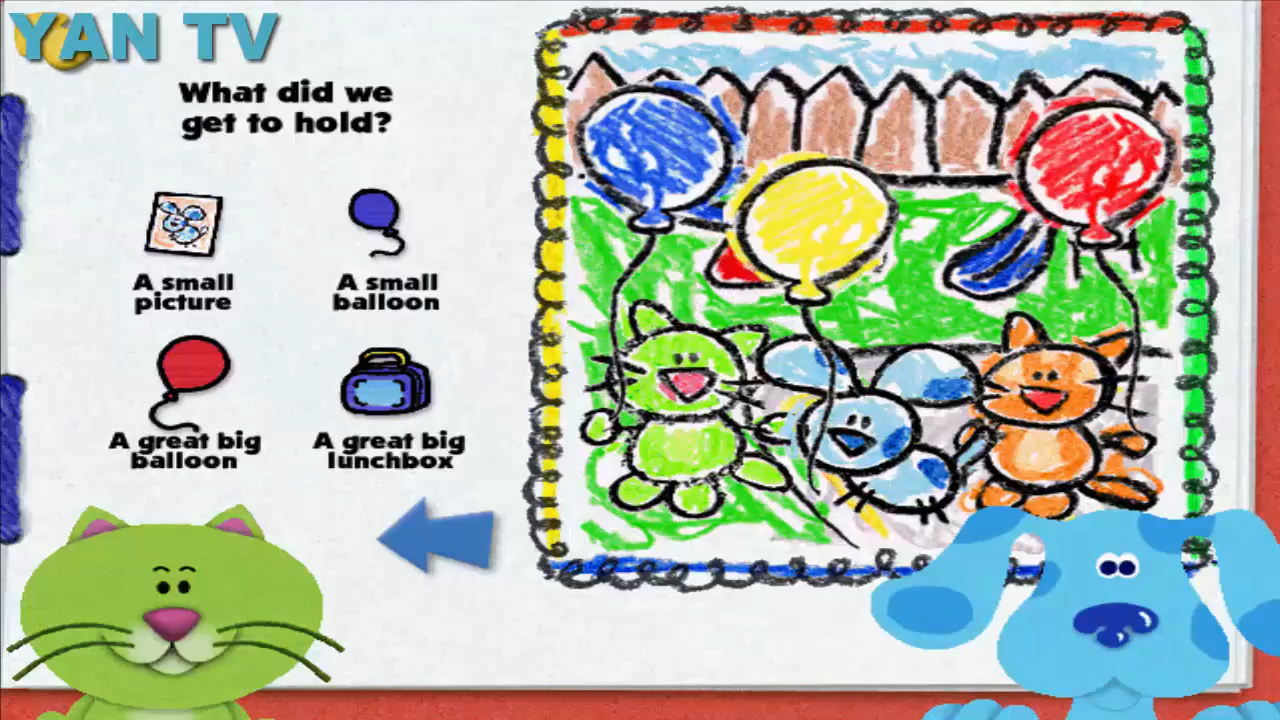 YAN TV
What did we
get to hold?
A small
picture
A small
balloon
A great big
balloon
A great big
lunchbox